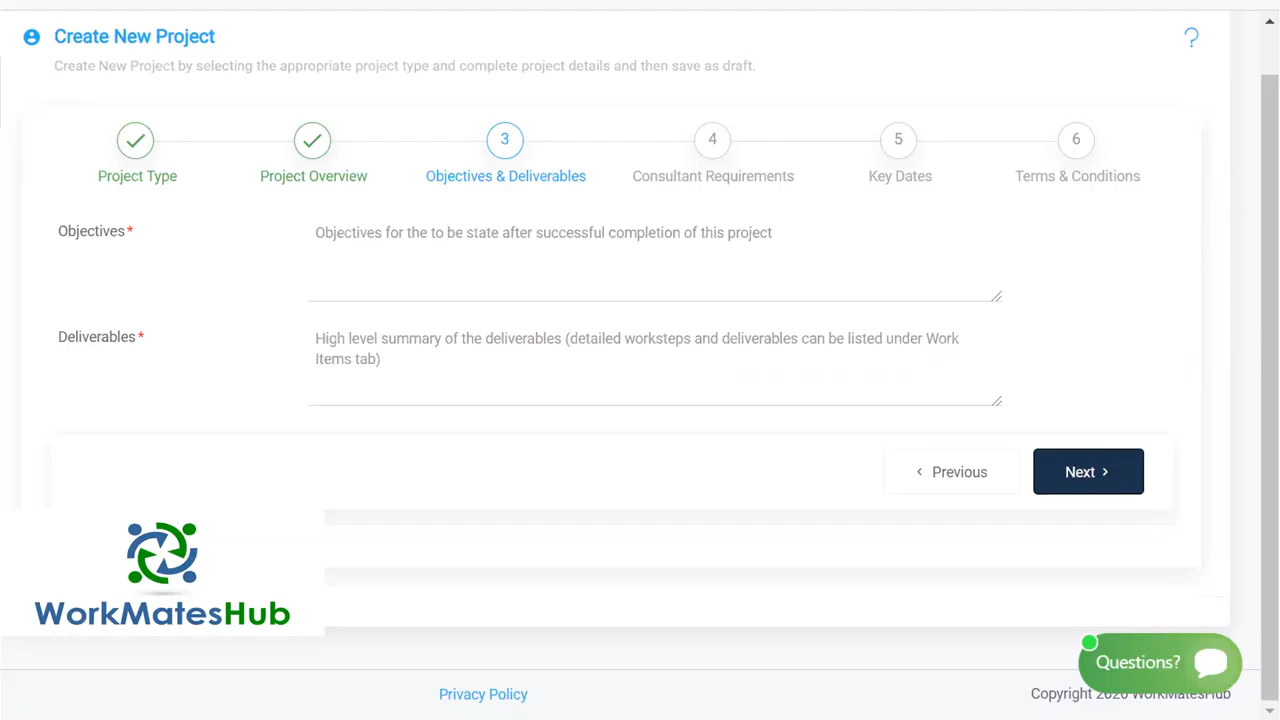 Create New Project
?
Create New Project by selecting the appropriate project type and complete project details and then save as draft.
3
4
5
6
Project Type
Project Overview
Objectives & Deliverables
Consultant Requirements
Key Dates
Terms & Conditions
Objectives*
Objectives for the to be state after successful completion of this project
Deliverables*
High level summary of the deliverables (detailed worksteps and deliverables can be listed under Work
Items tab)
Previous
Next
WorkMatesHub
Questions?
Privacy Policy
Copyright 2020 WorkMatesHub